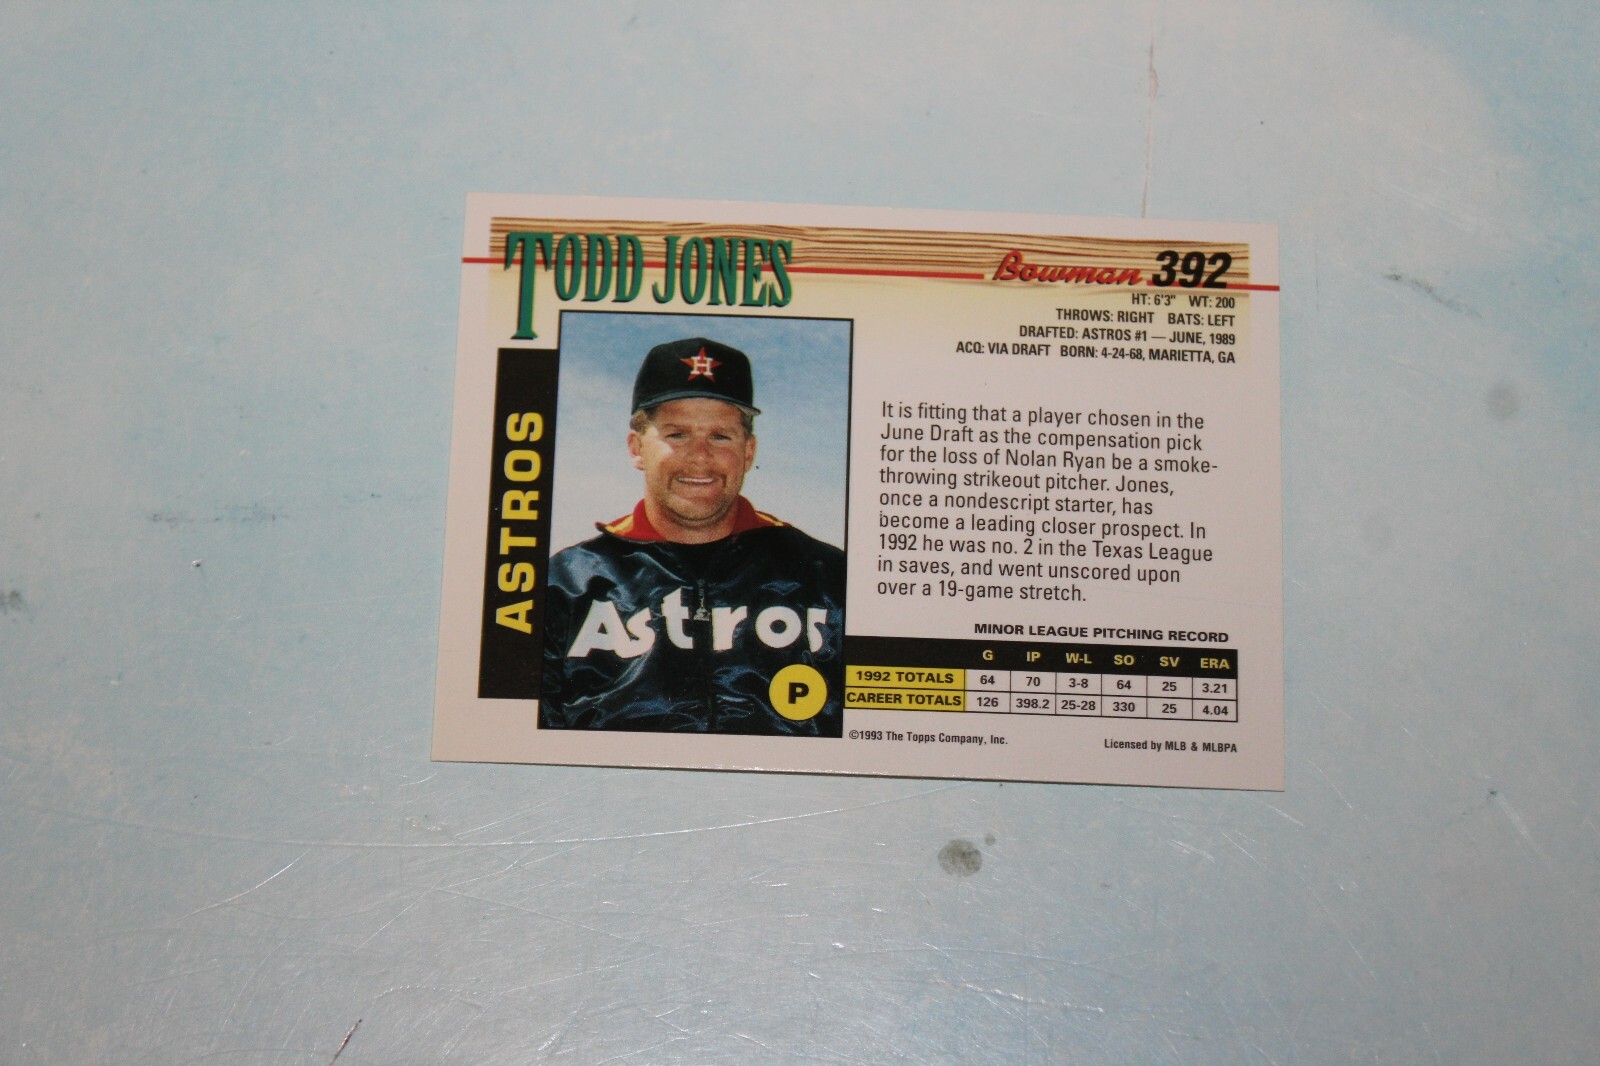 TODD JONES
Bowman 392
HT: 6'3" WT: 200
THROWS: RIGHT BATS: LEFT
DRAFTED: ASTROS #1 — JUNE, 1989
ACQ: VIA DRAFT BORN: 4-24-68, MARIETTA, GA
ASTROS
H
Astros
P
It is fitting that a player chosen in the
June Draft as the compensation pick
for the loss of Nolan Ryan be a smoke-
throwing strikeout pitcher. Jones,
once a nondescript starter, has
become a leading closer prospect. In
1992 he was no. 2 in the Texas League
in saves, and went unscored upon
over a 19-game stretch.
MINOR LEAGUE PITCHING RECORD
G IP W-L SO SV ERA
1992 TOTALS 64 70 3-8 64 25 3.21
CAREER TOTALS 126 398.2 25-28 330 25 4.04
©1993 The Topps Company, Inc.
Licensed by MLB & MLBPA